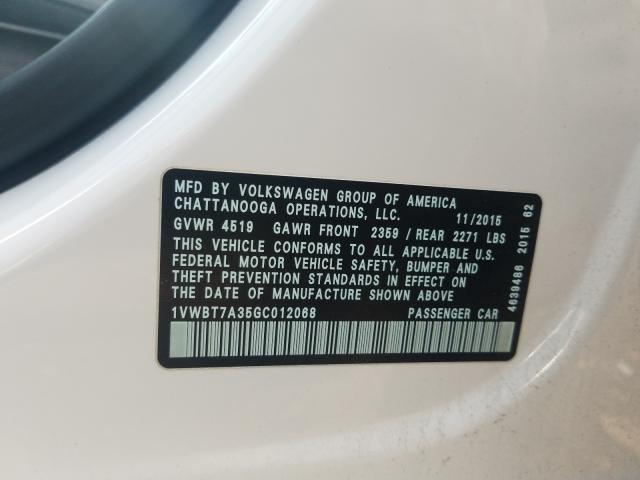 MFD BY VOLKSWAGEN GROUP OF AMERICA
CHATTANOOGA OPERATIONS, LLC. 11/2015
GVWR 4519 GAWR FRONT 2359 / REAR 2271 LBS
THIS VEHICLE CONFORMS TO ALL APPLICABLE U.S.
FEDERAL MOTOR VEHICLE SAFETY, BUMPER AND
THEFT PREVENTION STANDARDS IN EFFECT ON THE
DATE OF MANUFACTURE SHOWN ABOVE
1VWBT7A35GC012068 PASSENGER CAR
4639486 2015 62